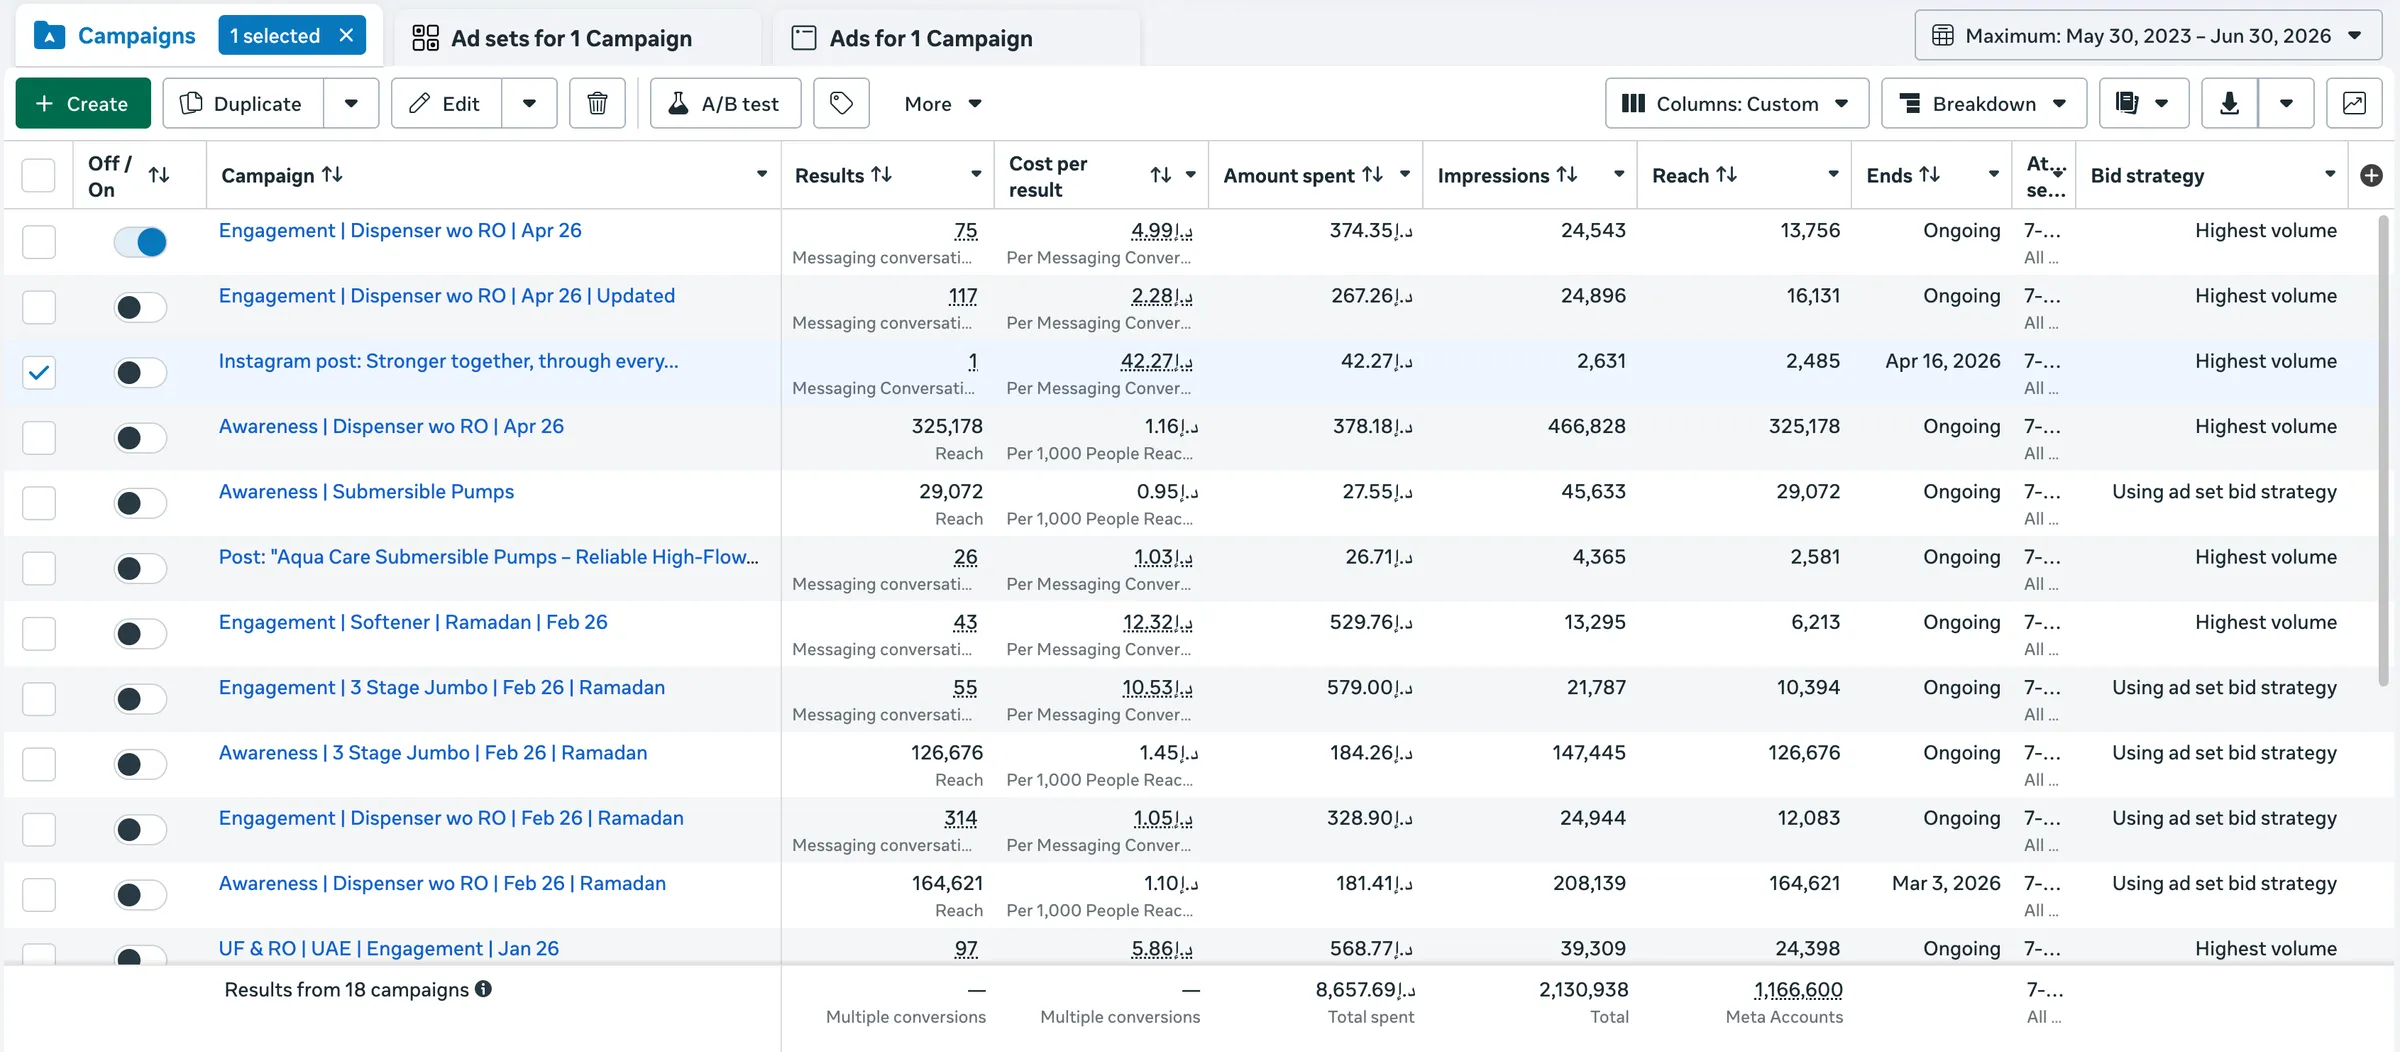 Campaigns 1 selected Ad sets for 1 Campaign Ads for 1 Campaign Maximum: May 30, 2023 – Jun 30, 2026
+ Create Duplicate Edit A/B test More Columns: Custom Breakdown
Off / On Campaign Results Cost per result Amount spent Impressions Reach Ends At... se... Bid strategy
Engagement | Dispenser wo RO | Apr 26 75 4.99د.إ 374.35د.إ 24,543 13,756 Ongoing 7-... Highest volume
Messaging conversati... Per Messaging Conver... All ...
Engagement | Dispenser wo RO | Apr 26 | Updated 117 2.28د.إ 267.26د.إ 24,896 16,131 Ongoing 7-... Highest volume
Messaging conversati... Per Messaging Conver... All ...
Instagram post: Stronger together, through every... 1 42.27د.إ 42.27د.إ 2,631 2,485 Apr 16, 2026 7-... Highest volume
Messaging Conversati... Per Messaging Conver... All ...
Awareness | Dispenser wo RO | Apr 26 325,178 1.16د.إ 378.18د.إ 466,828 325,178 Ongoing 7-... Highest volume
Reach Per 1,000 People Reac... All ...
Awareness | Submersible Pumps 29,072 0.95د.إ 27.55د.إ 45,633 29,072 Ongoing 7-... Using ad set bid strategy
Reach Per 1,000 People Reac... All ...
Post: "Aqua Care Submersible Pumps – Reliable High-Flow... 26 1.03د.إ 26.71د.إ 4,365 2,581 Ongoing 7-... Highest volume
Messaging conversati... Per Messaging Conver... All ...
Engagement | Softener | Ramadan | Feb 26 43 12.32د.إ 529.76د.إ 13,295 6,213 Ongoing 7-... Highest volume
Messaging conversati... Per Messaging Conver... All ...
Engagement | 3 Stage Jumbo | Feb 26 | Ramadan 55 10.53د.إ 579.00د.إ 21,787 10,394 Ongoing 7-... Using ad set bid strategy
Messaging conversati... Per Messaging Conver... All ...
Awareness | 3 Stage Jumbo | Feb 26 | Ramadan 126,676 1.45د.إ 184.26د.إ 147,445 126,676 Ongoing 7-... Using ad set bid strategy
Reach Per 1,000 People Reac... All ...
Engagement | Dispenser wo RO | Feb 26 | Ramadan 314 1.05د.إ 328.90د.إ 24,944 12,083 Ongoing 7-... Using ad set bid strategy
Messaging conversati... Per Messaging Conver... All ...
Awareness | Dispenser wo RO | Feb 26 | Ramadan 164,621 1.10د.إ 181.41د.إ 208,139 164,621 Mar 3, 2026 7-... Using ad set bid strategy
Reach Per 1,000 People Reac... All ...
UF & RO | UAE | Engagement | Jan 26 97 5.86د.إ 568.77د.إ 39,309 24,398 Ongoing 7-... Highest volume
Results from 18 campaigns — — 8,657.69د.إ 2,130,938 1,166,600 7-...
Multiple conversions Multiple conversions Total spent Total Meta Accounts All ...